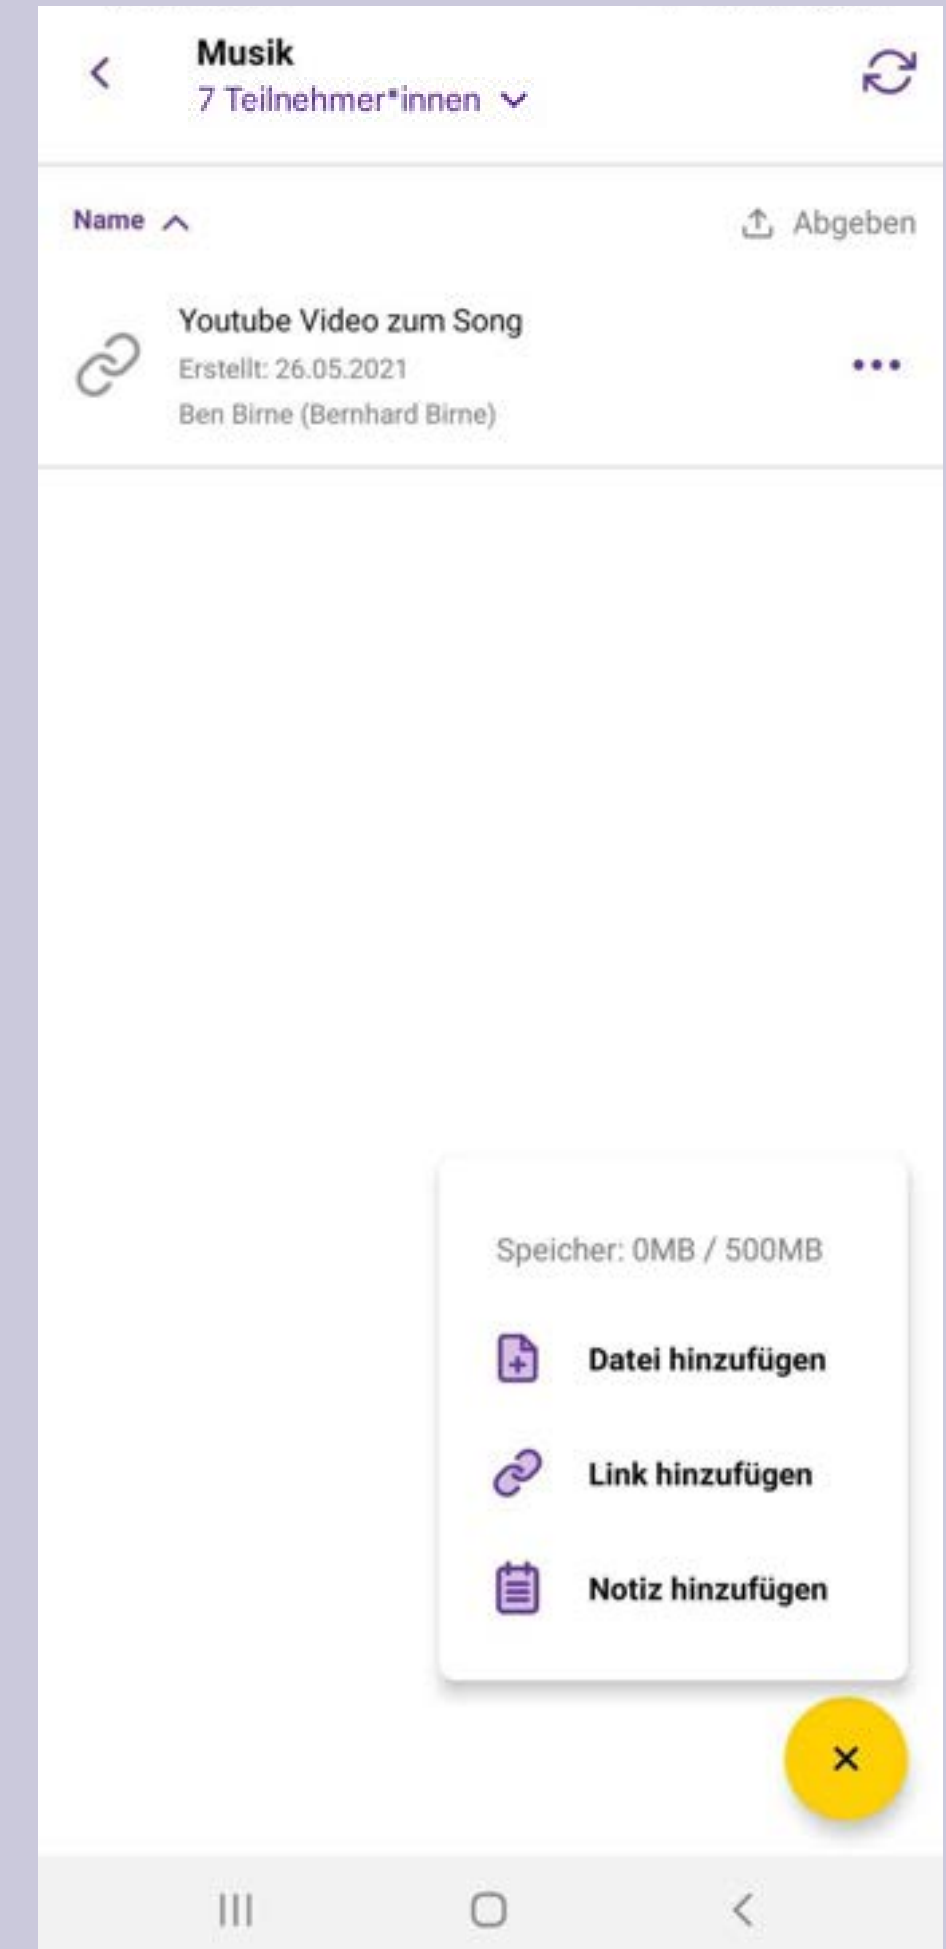 Musik
7 Teilnehmer*innen
Name
Abgeben
Youtube Video zum Song
Erstellt: 26.05.2021
Ben Birne (Bernhard Birne)
Speicher: 0MB / 500MB
Datei hinzufügen
Link hinzufügen
Notiz hinzufügen